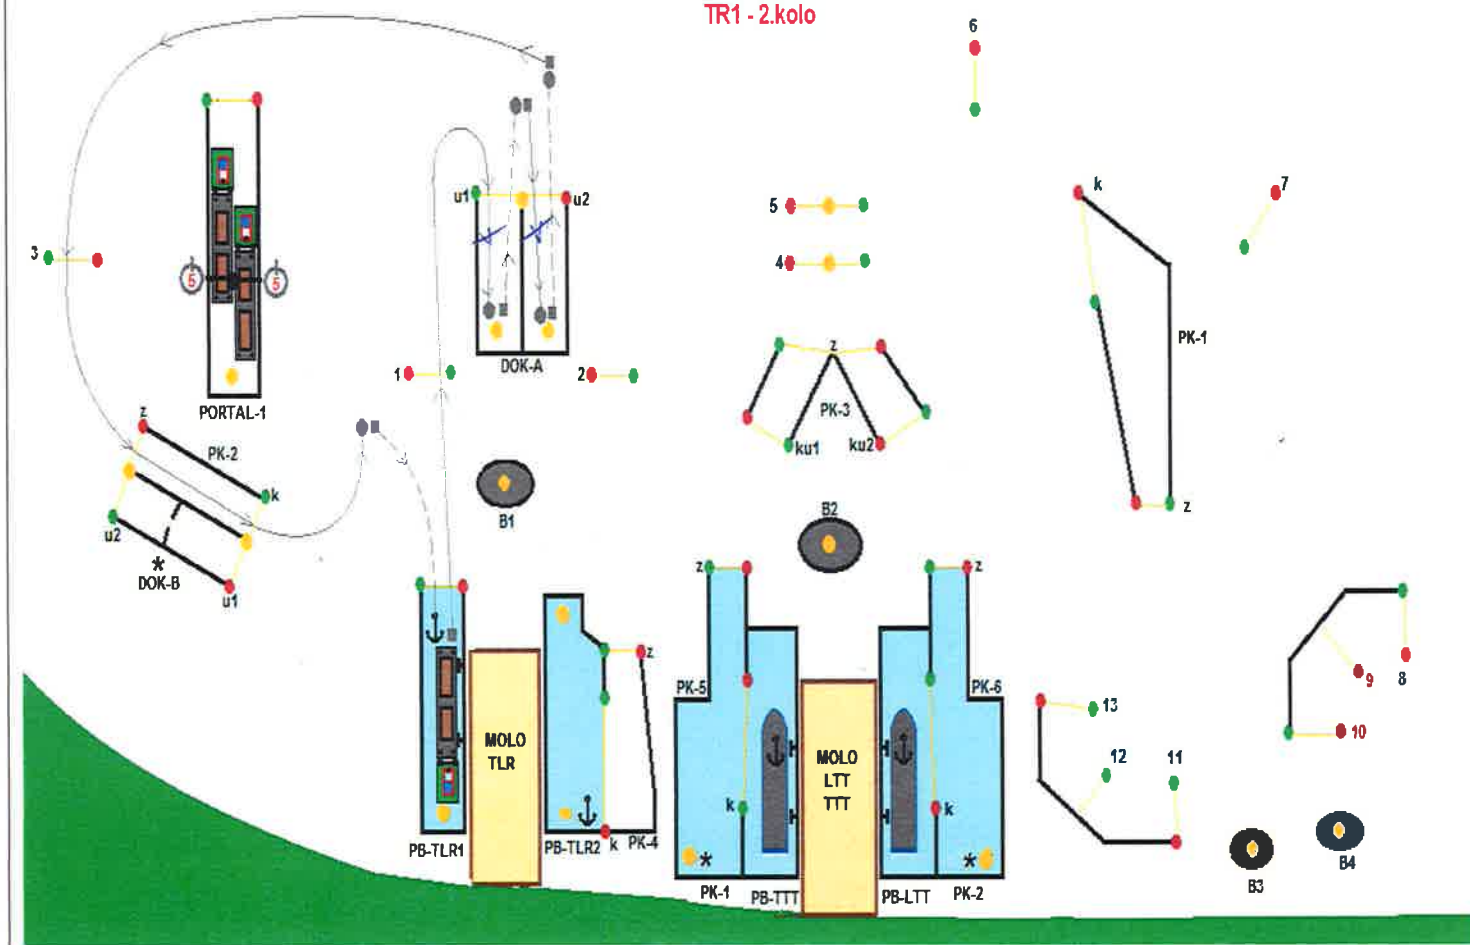 TR1 - 2.kolo
6
k
7
u1
u2
5
3
4
5
5
PK-1
DOK-A
1
2
z
PORTAL-1
PK-3
z
PK-2
ku1
ku2
k
z
B1
B2
u2
*
DOK-B
u1
z
z
z
PK-5
PK-6
9
8
13
10
MOLO
TLR
MOLO
LTT
TTT
12
11
k
k
PB-TLR1
PB-TLR2
k
PK-4
*
*
B4
B3
PK-1
PB-TTT
PB-LTT
PK-2